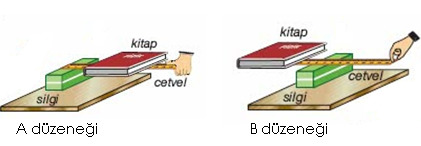 kitap
cetvel
silgi
A düzeneği
kitap
cetvel
silgi
B düzeneği